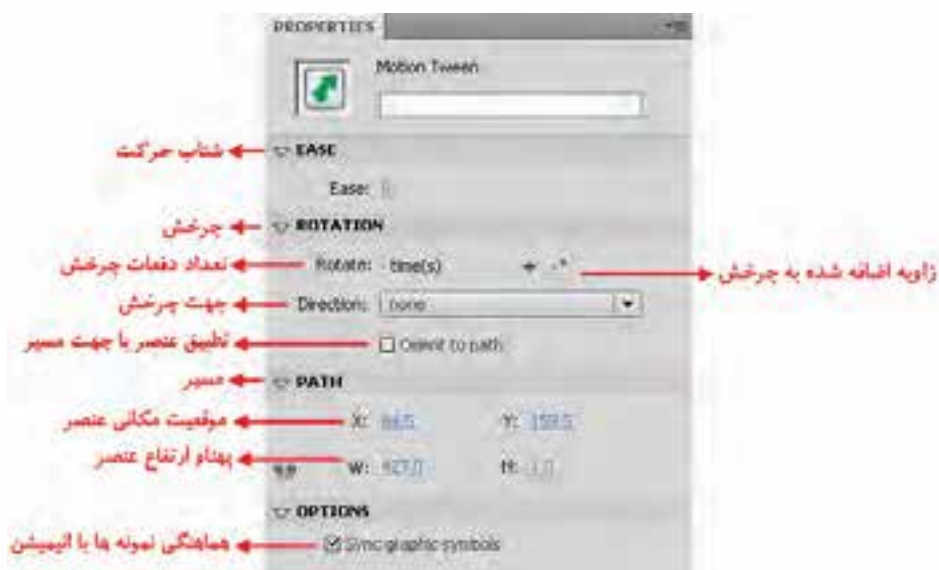 PROPERTIES
Motion Tween
شتاب حرکت
EASE
Ease:
چرخش
ROTATION
تعداد دفعات چرخش
Rotate: - time(s) + -°
زاویه اضافه شده به چرخش
جهت چرخش
Direction: none
تطبیق عنصر با جهت مسیر
Orient to path
مسیر
PATH
موقعیت مکانی عنصر
X: Y: 159.5
پهنا و ارتفاع عنصر
W: H:
OPTIONS
هماهنگی نمونه ها با انیمیشن
Sync graphic symbols